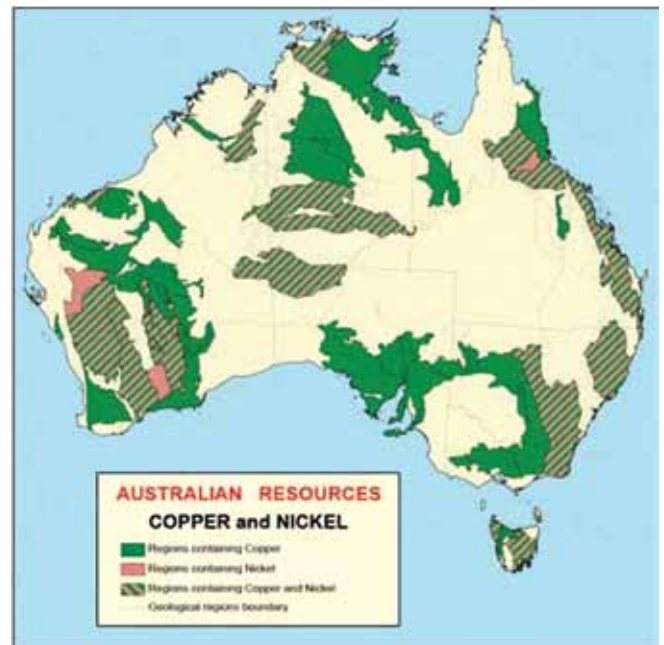 AUSTRALIAN RESOURCES
COPPER and NICKEL
Regions containing Copper
Regions containing Nickel
Regions containing Copper and Nickel
Geological regions boundary